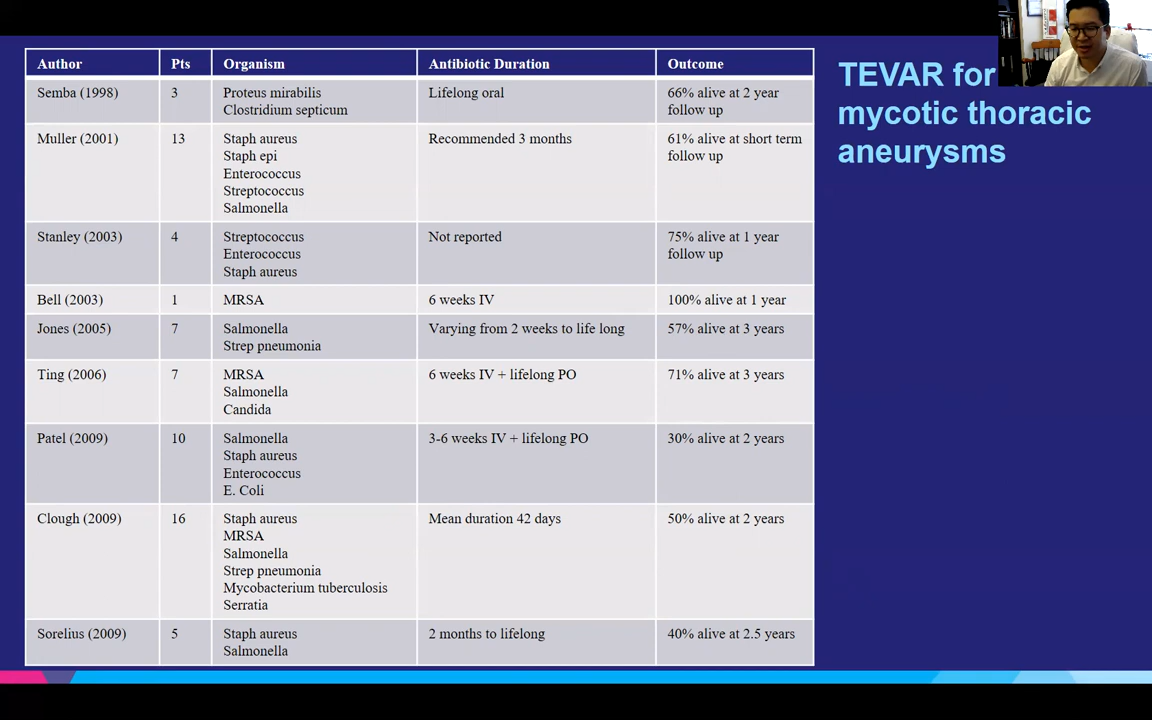 TEVAR for
mycotic thoracic
aneurysms
Author Pts Organism Antibiotic Duration Outcome
Semba (1998) 3 Proteus mirabilis Lifelong oral 66% alive at 2 year
Clostridium septicum follow up
Muller (2001) 13 Staph aureus Recommended 3 months 61% alive at short term
Staph epi follow up
Enterococcus
Streptococcus
Salmonella
Stanley (2003) 4 Streptococcus Not reported 75% alive at 1 year
Enterococcus follow up
Staph aureus
Bell (2003) 1 MRSA 6 weeks IV 100% alive at 1 year
Jones (2005) 7 Salmonella Varying from 2 weeks to life long 57% alive at 3 years
Strep pneumonia
Ting (2006) 7 MRSA 6 weeks IV + lifelong PO 71% alive at 3 years
Salmonella
Candida
Patel (2009) 10 Salmonella 3-6 weeks IV + lifelong PO 30% alive at 2 years
Staph aureus
Enterococcus
E. Coli
Clough (2009) 16 Staph aureus Mean duration 42 days 50% alive at 2 years
MRSA
Salmonella
Strep pneumonia
Mycobacterium tuberculosis
Serratia
Sorelius (2009) 5 Staph aureus 2 months to lifelong 40% alive at 2.5 years
Salmonella